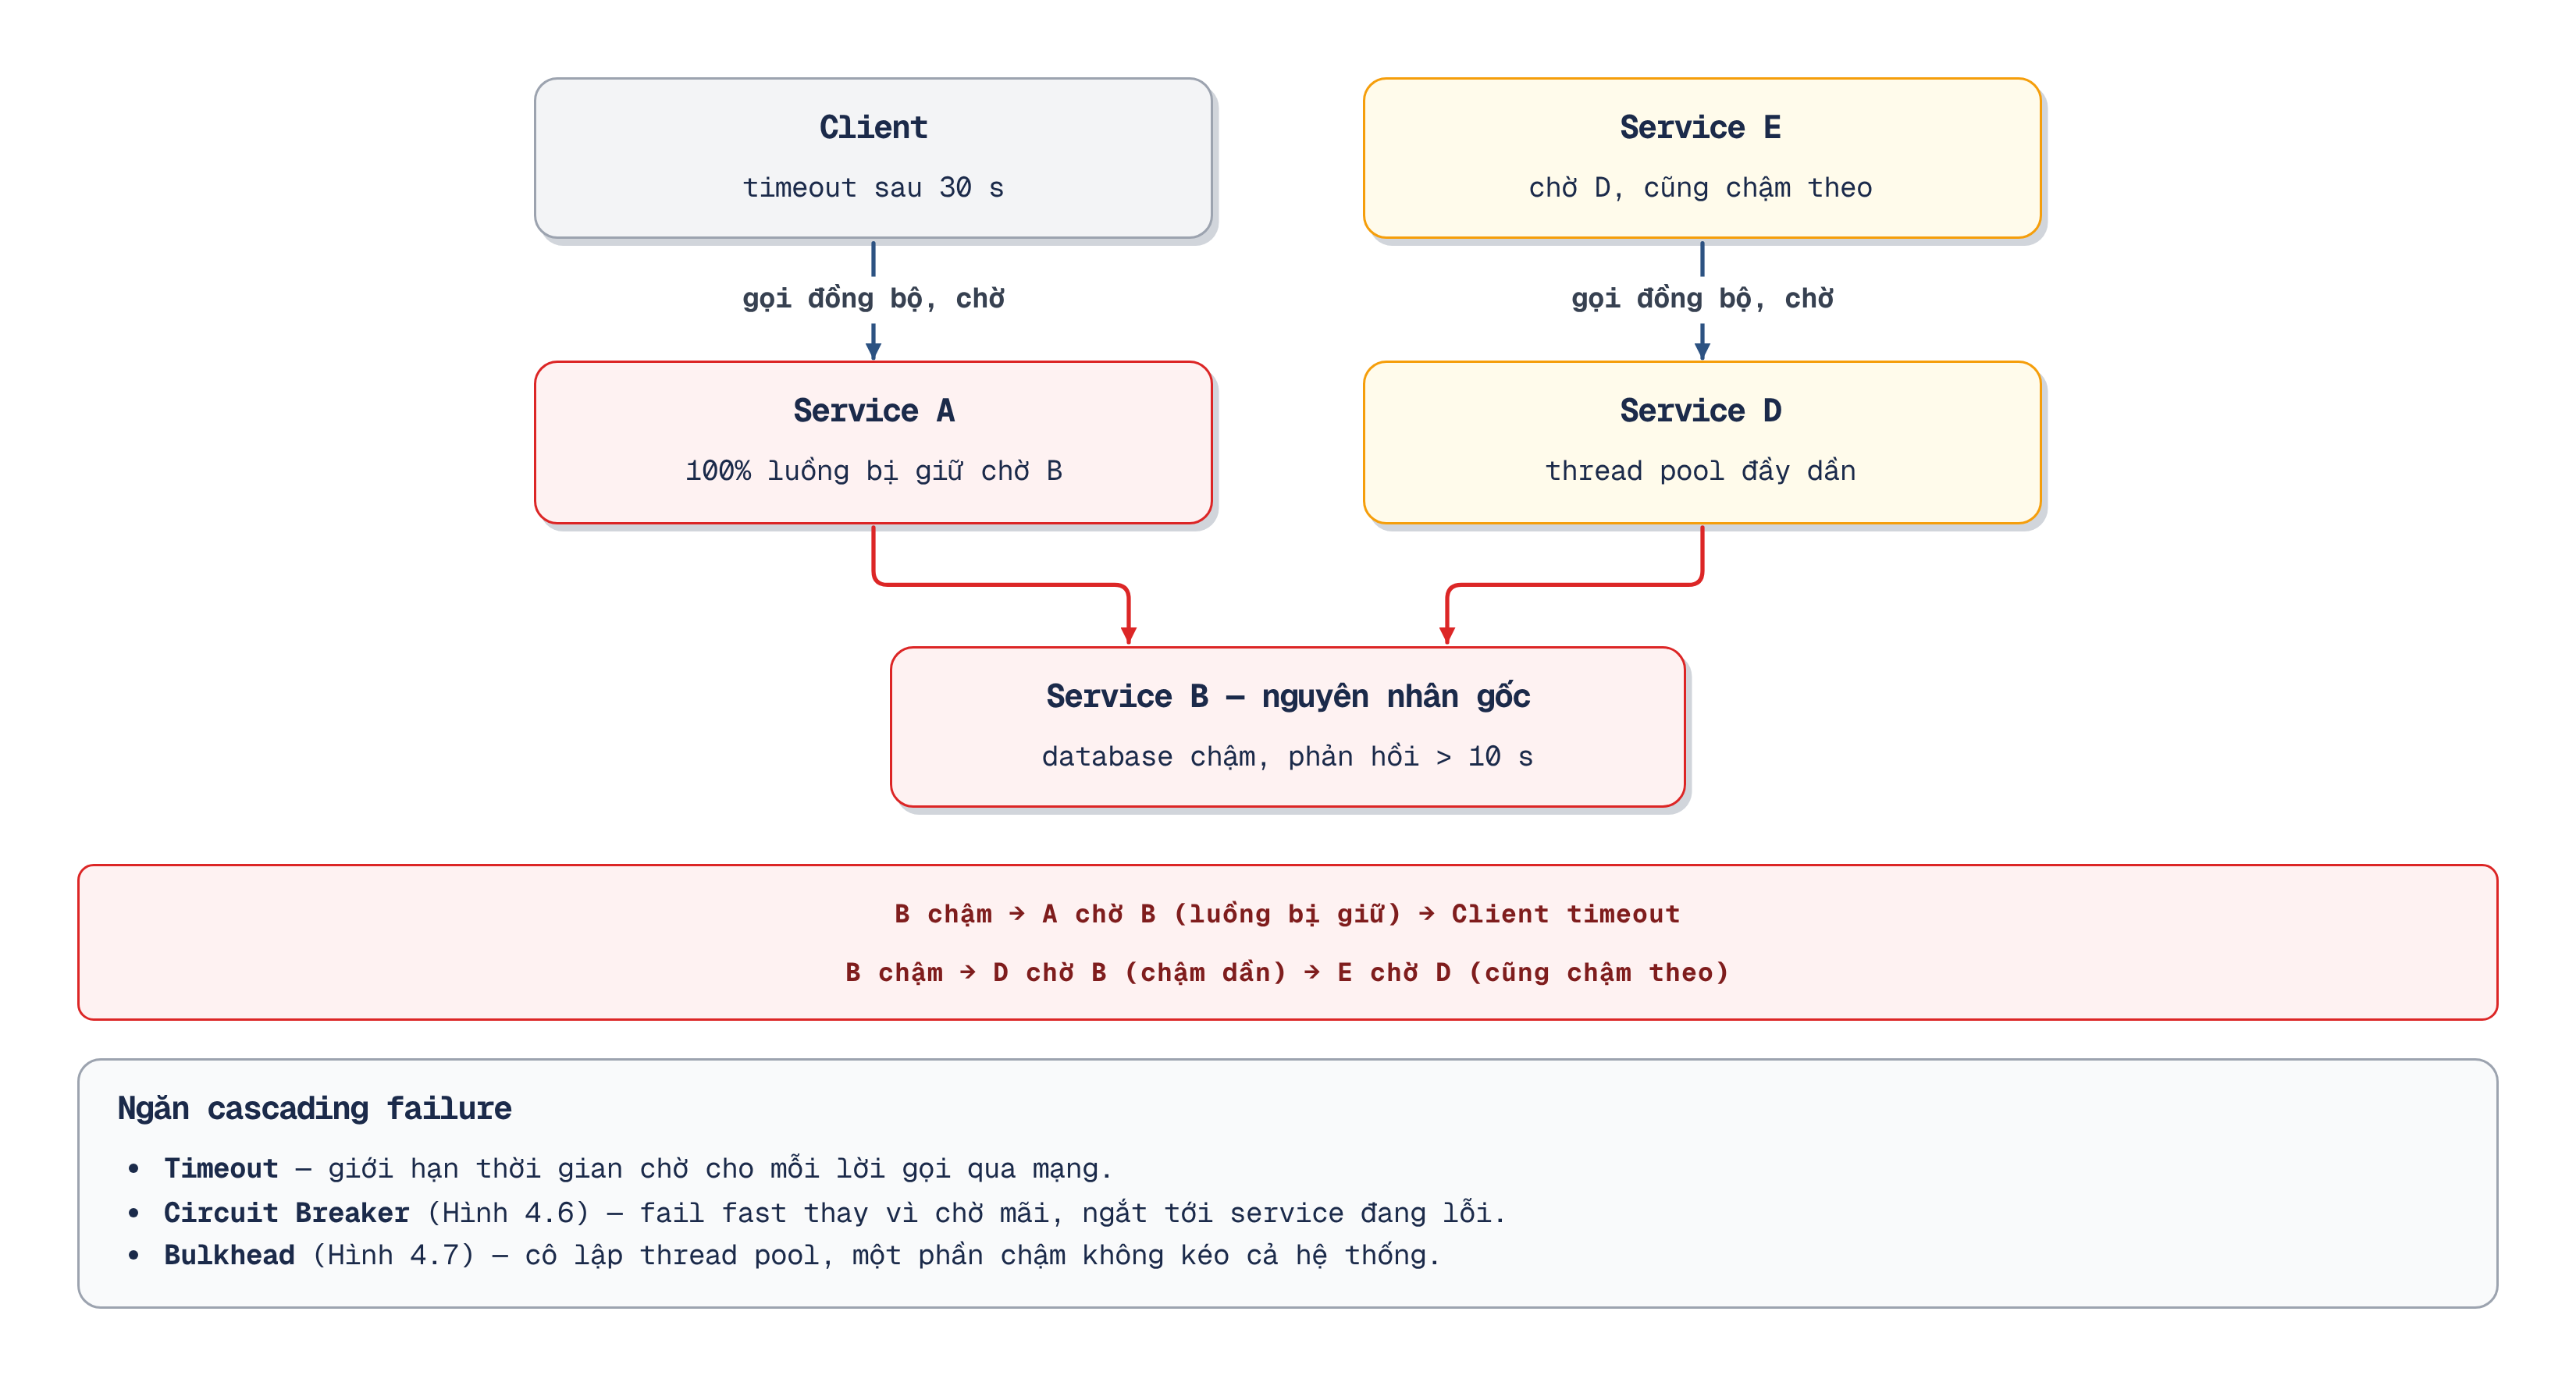 Client
timeout sau 30 s
Service E
chờ D, cũng chậm theo
gọi đồng bộ, chờ
gọi đồng bộ, chờ
Service A
100% luồng bị giữ chờ B
Service D
thread pool đầy dần
Service B — nguyên nhân gốc
database chậm, phản hồi > 10 s
B chậm → A chờ B (luồng bị giữ) → Client timeout
B chậm → D chờ B (chậm dần) → E chờ D (cũng chậm theo)
Ngăn cascading failure
• Timeout — giới hạn thời gian chờ cho mỗi lời gọi qua mạng.
• Circuit Breaker (Hình 4.6) — fail fast thay vì chờ mãi, ngắt tới service đang lỗi.
• Bulkhead (Hình 4.7) — cô lập thread pool, một phần chậm không kéo cả hệ thống.